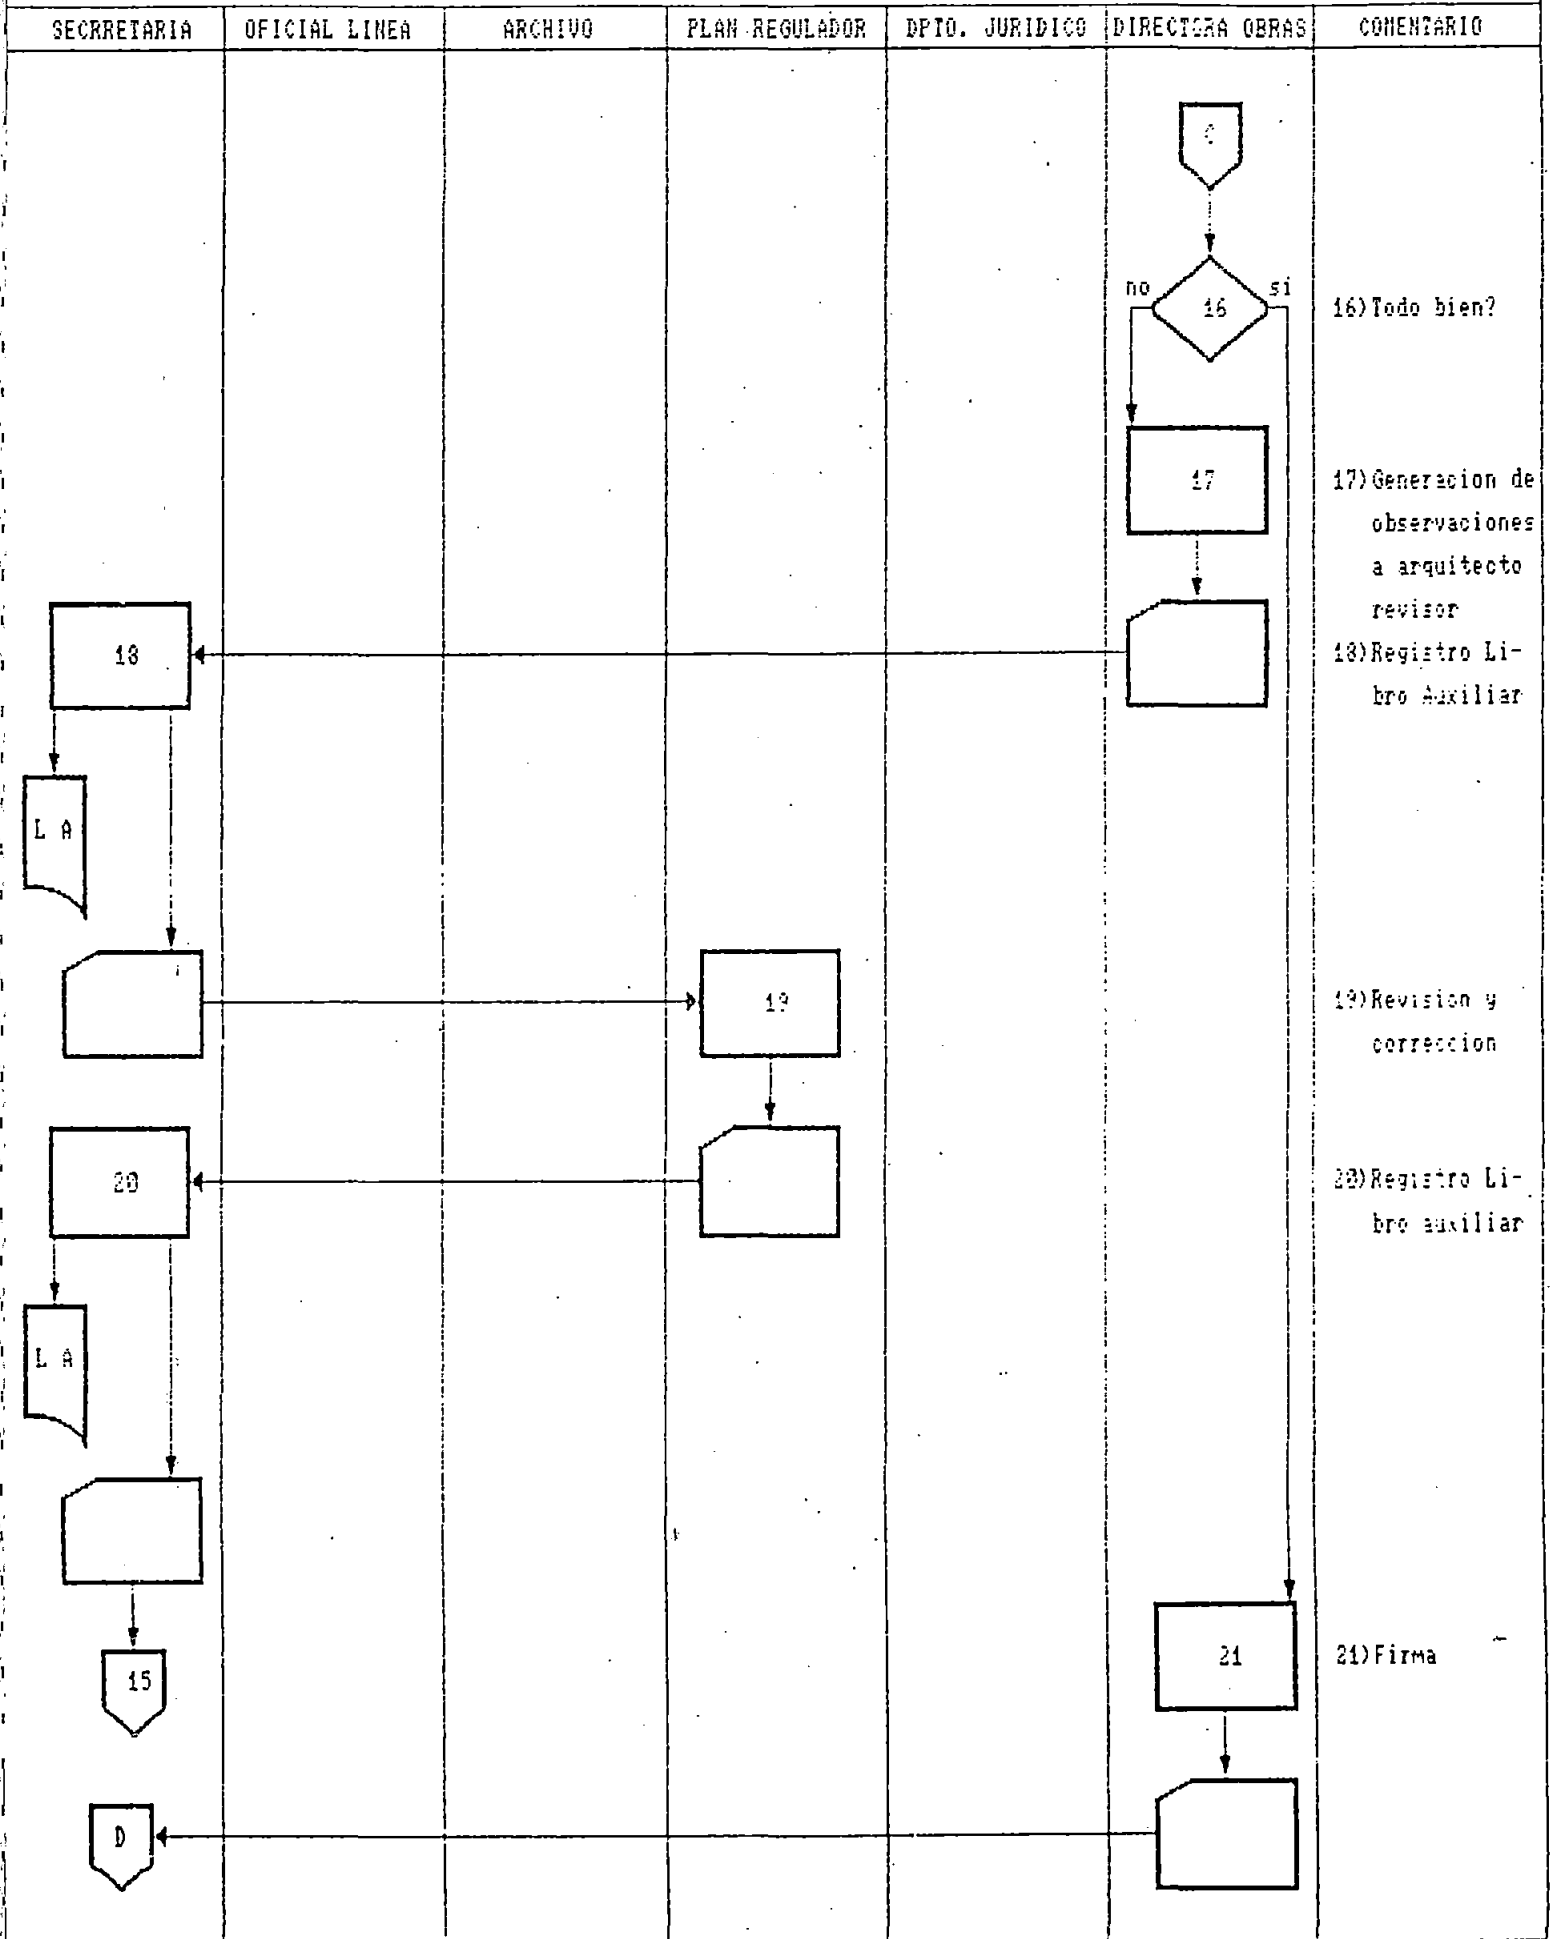 SECRRETARIA OFICIAL LINEA ARCHIVO PLAN REGULADOR DPTO. JURIDICO DIRECTORA OBRAS COMENTARIO
C
no si
16 16)Todo bien?
17 17)Generacion de
observaciones
a arquitecto
revisor
18 18)Registro Li-
bro Auxiliar
L A
19 19)Revision y
correccion
20 20)Registro Li-
bro auxiliar
L A
21 21)Firma
15
D